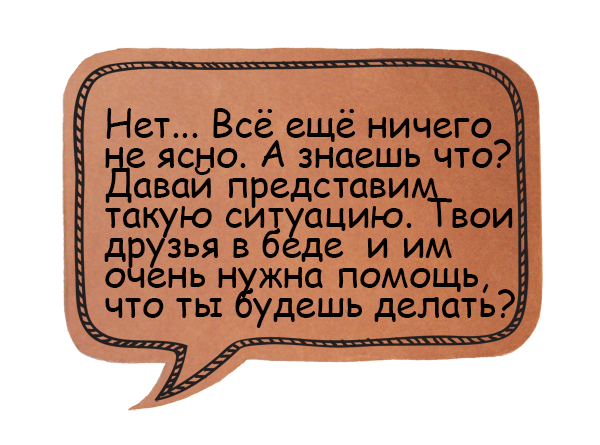 Нет... Всё ещё ничего
не ясно. А знаешь что?
Давай представим
такую ситуацию. Твои
друзья в беде  и им
очень нужна помощь,
что ты будешь делать?